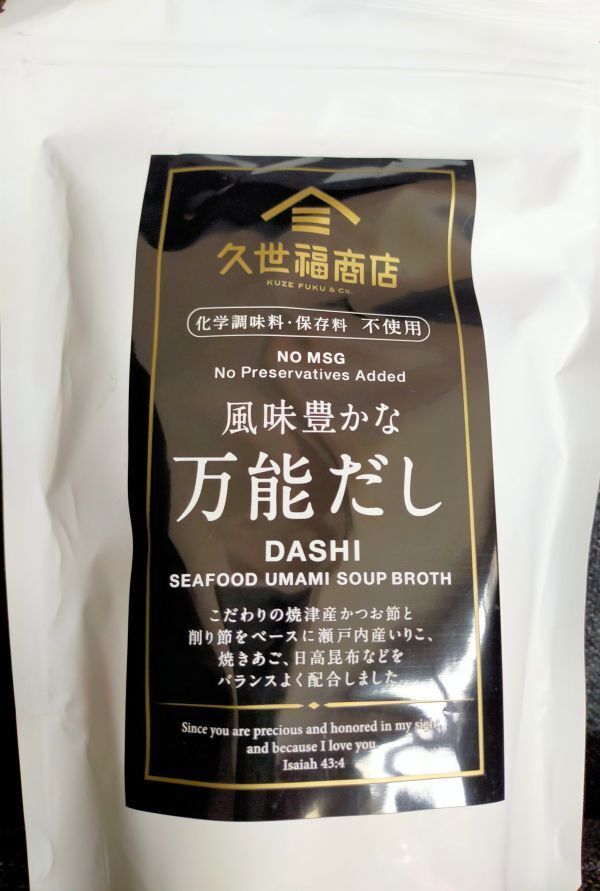 久世福商店
KUZE FUKU & Co.
化学調味料・保存料 不使用
NO MSG
No Preservatives Added
風味豊かな
万能だし
DASHI
SEAFOOD UMAMI SOUP BROTH
こだわりの焼津産かつお節と
削り節をベースに瀬戸内産いりこ、
焼きあご、日高昆布などを
バランスよく配合しました。
Since you are precious and honored in my sight,
and because I love you
Isaiah 43:4